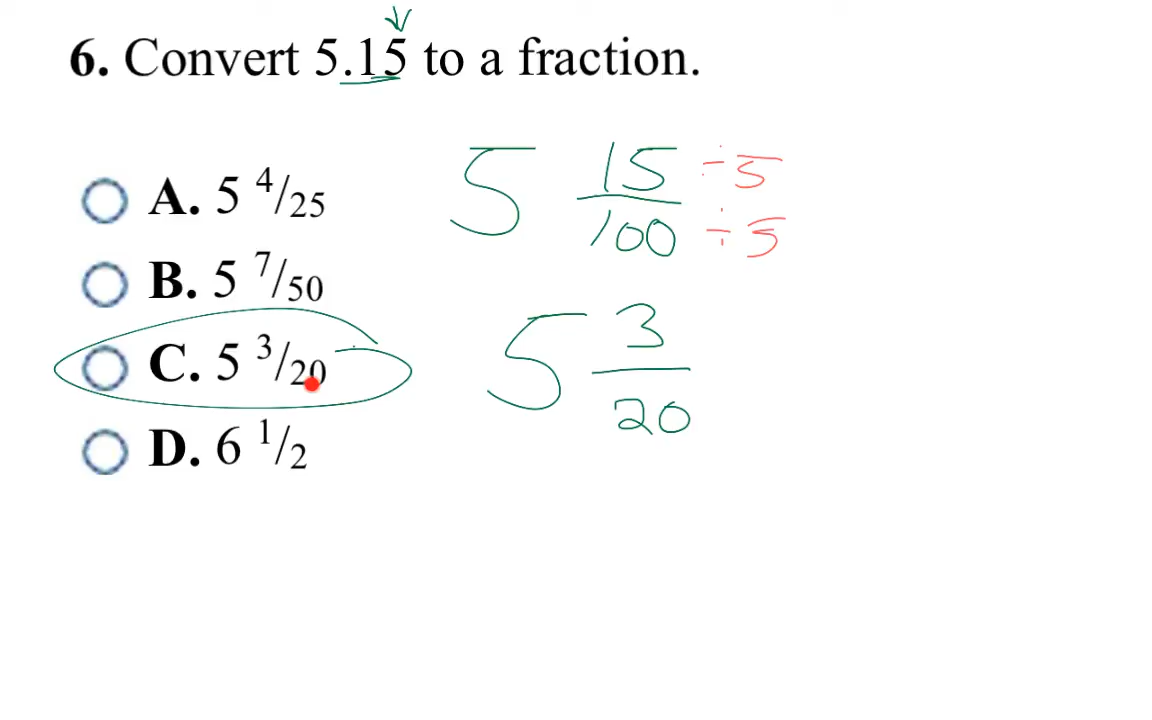 6. Convert 5.15 to a fraction.
A. 5 4/25
B. 5 7/50
C. 5 3/20
D. 6 1/2
5 15/100 ÷5 ÷5
5 3/20